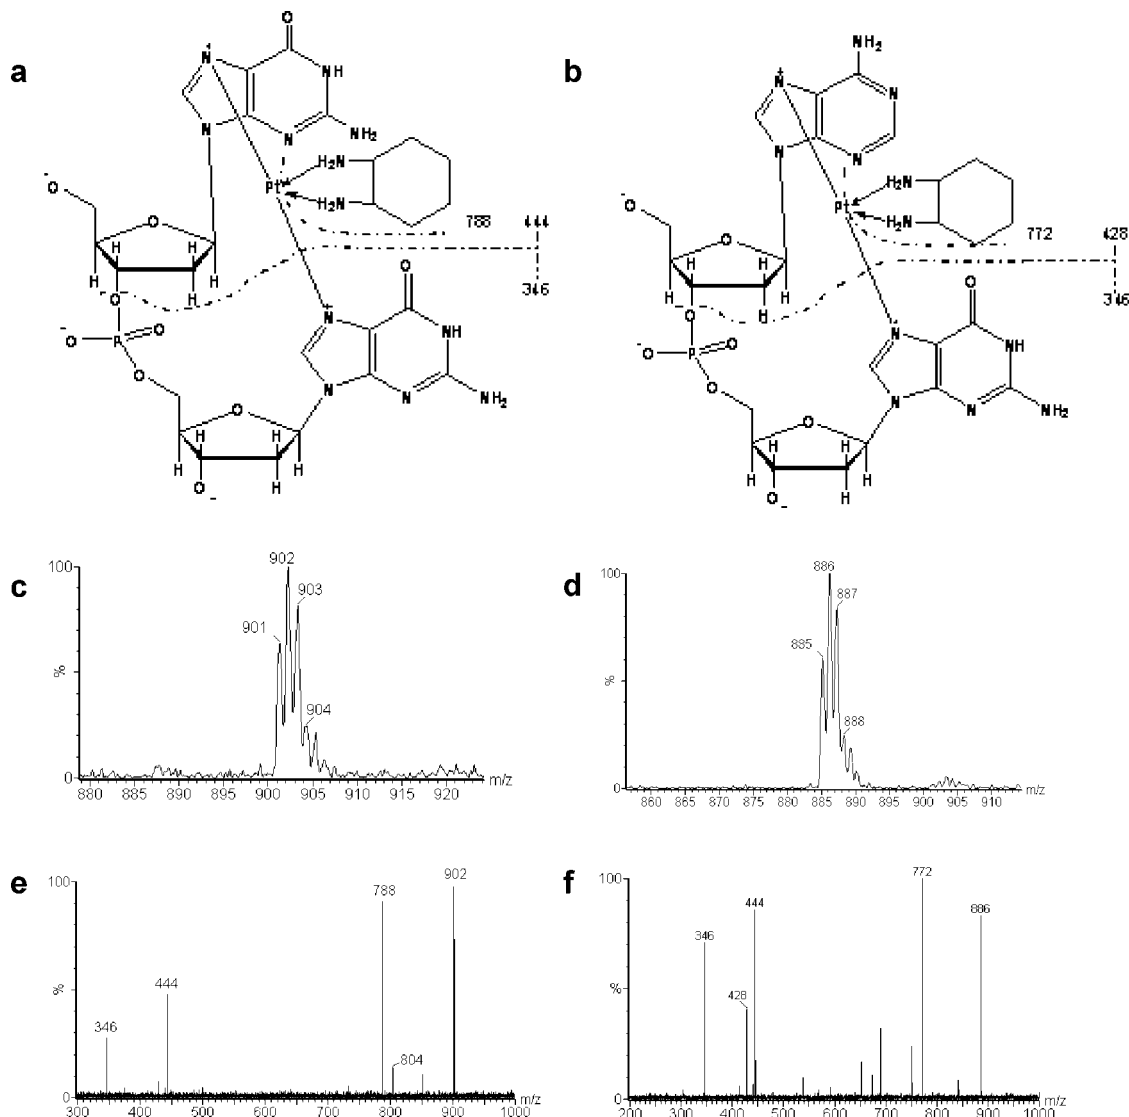 a
O
N
+
NH
N
N
NH₂
H₂N
Pt
H₂N
788
444
346
-
O
O
H
H
H
H
O
-
-
O
P
O
O
O
N
+
NH
N
N
NH₂
O
H
H
H
H
O
-
b
NH₂
N
+
N
N
N
H₂N
Pt
H₂N
772
428
346
-
O
O
H
H
H
H
O
-
O
P
O
O
O
N
+
NH
N
N
NH₂
O
H
H
H
H
O
-
c
100
%
0
902
903
901
904
880 885 890 895 900 905 910 915 920 m/z
d
100
%
0
886
887
885
888
860 865 870 875 880 885 890 895 900 905 910 m/z
e
100
%
0
902
788
444
346
804
300 400 500 600 700 800 900 1000 m/z
f
100
%
0
772
444
886
346
428
200 300 400 500 600 700 800 900 1000 m/z